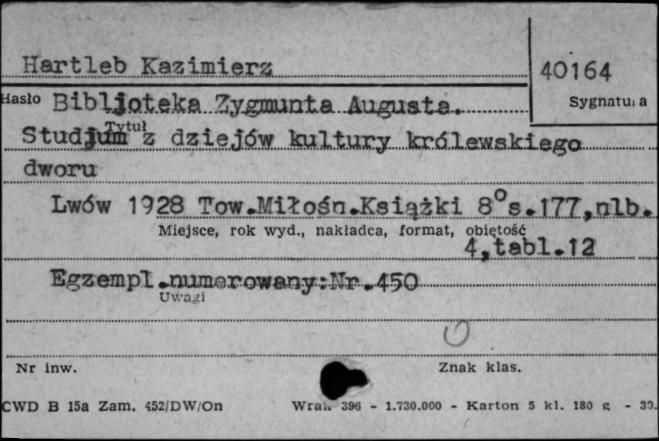 Hartleb Kazimierz
40164
Hasło
Sygnatura
Bibljoteka Zygmunta Augusta.
Tytuł
Studjum z dziejów kultury królewskiego
dworu
Lwów 1928 Tow.Miłośn.Książki 8°s.177,nlb.
Miejsce, rok wyd., nakładca, format, objętość
4,tabl.12
Egzempl.numerowany:Nr.450
Uwagi
Nr inw.
Znak klas.
CWD B 15a Zam. 452/DW/On
396 - 1.730.000 - Karton 5 kl. 180 g - 30.